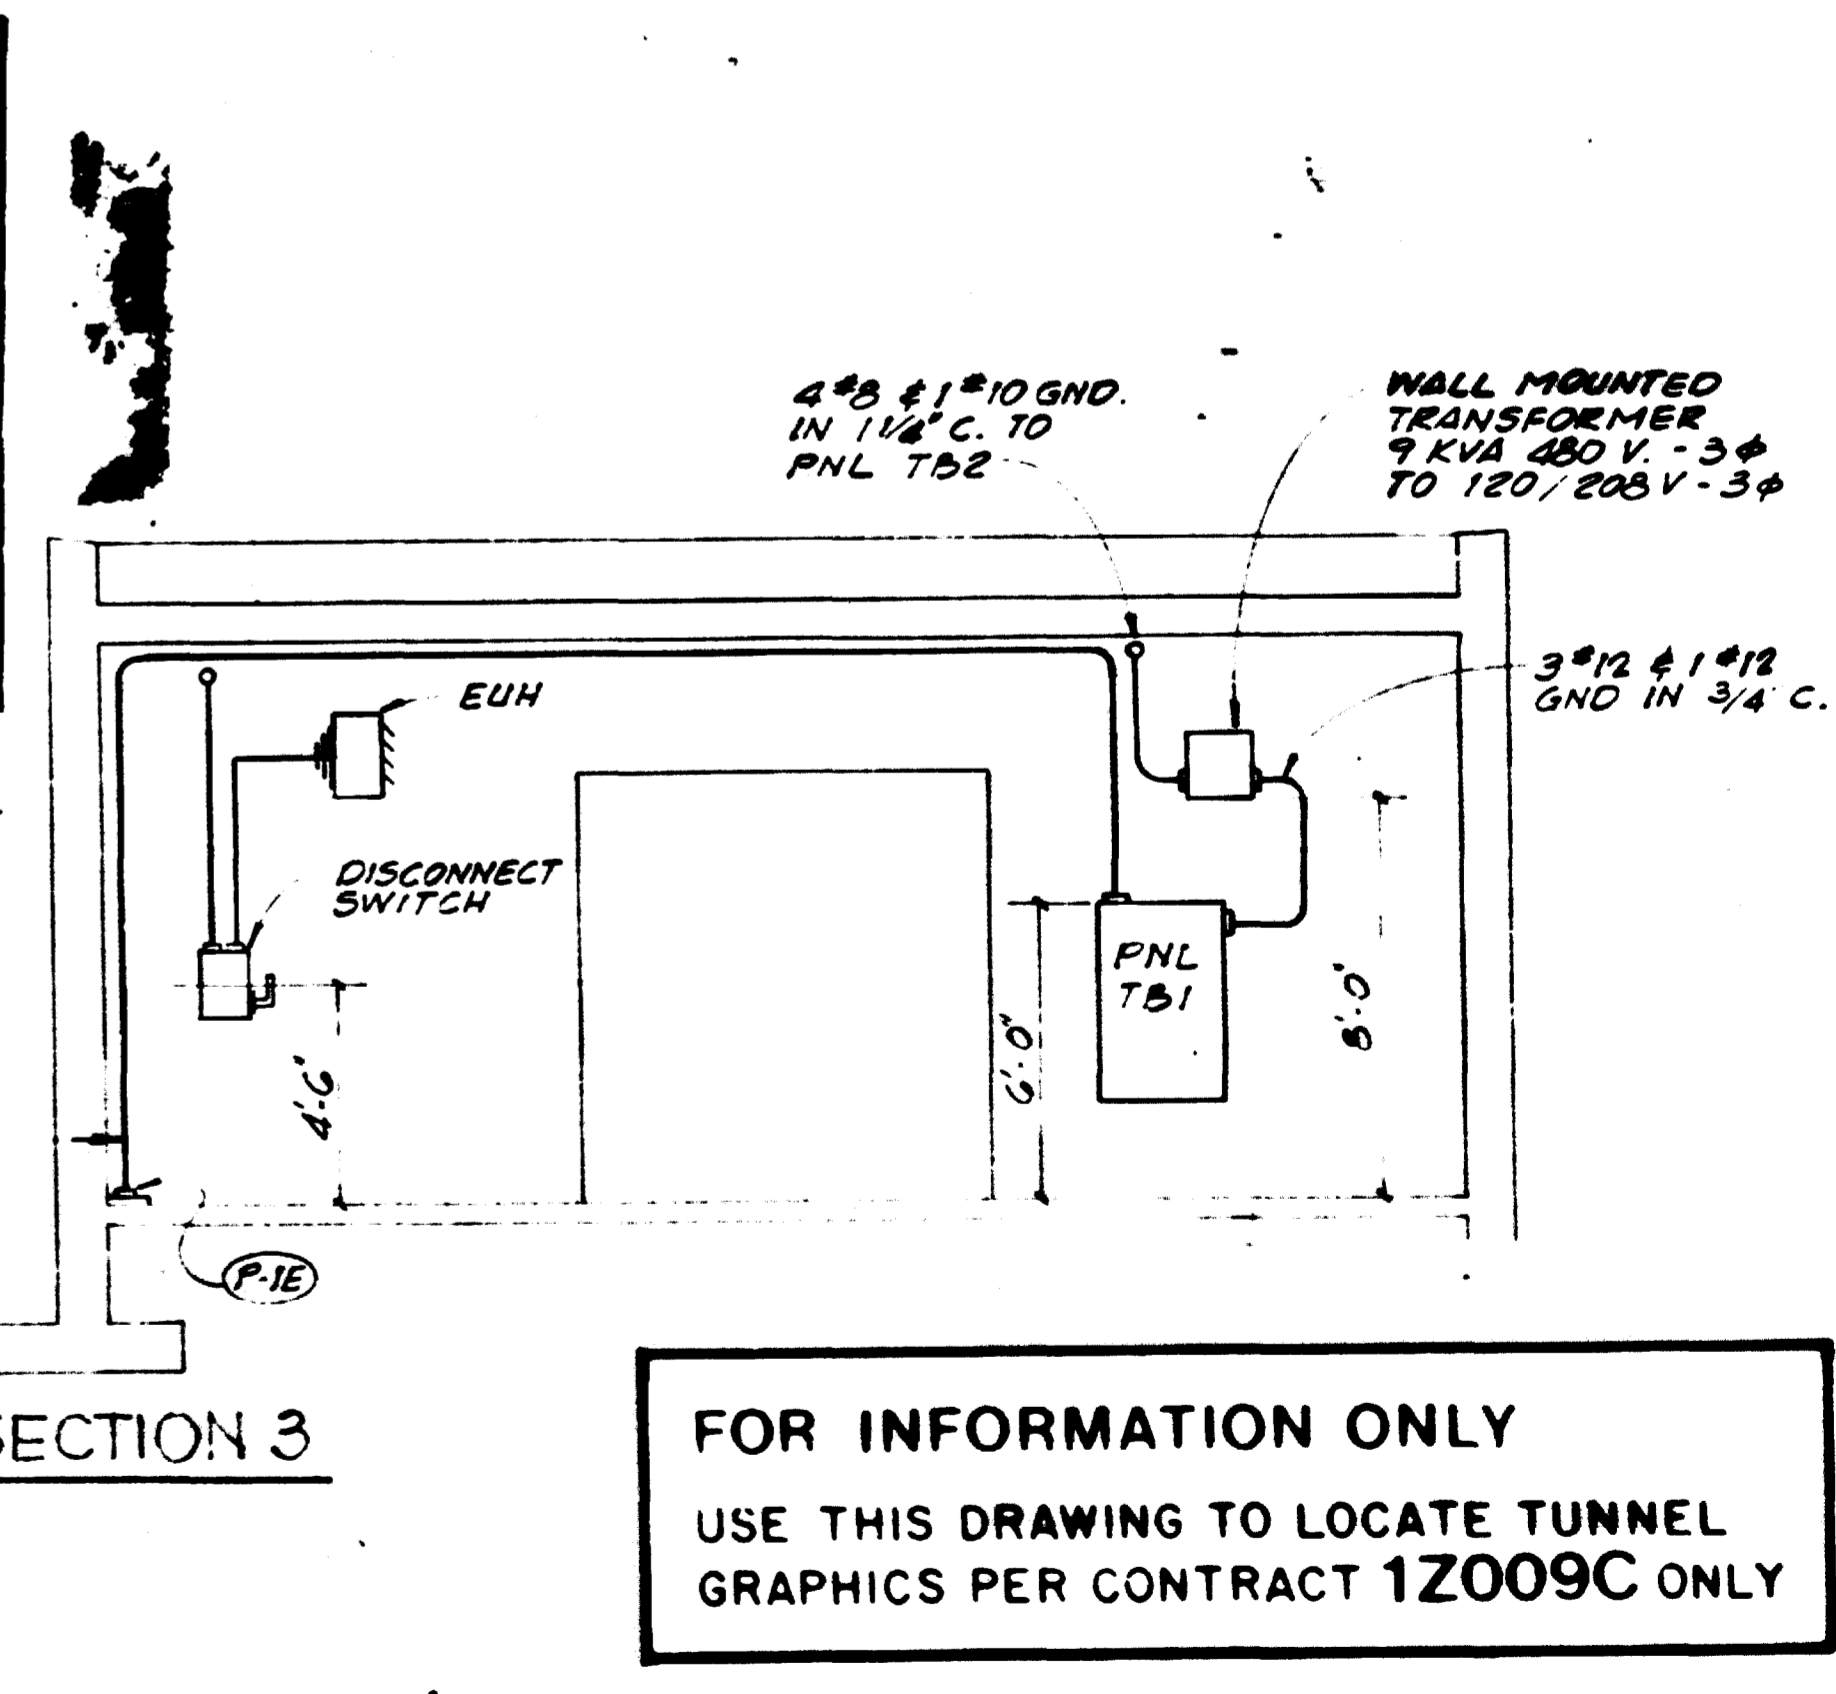 4 #8 & 1 #10 GND.
IN 1 1/4" C. TO
PNL TB2
WALL MOUNTED
TRANSFORMER
9 KVA 480 V. - 3ϕ
TO 120/208 V - 3ϕ
3 #12 & 1 #12
GND IN 3/4" C.
EUH
DISCONNECT
SWITCH
PNL
TB1
4'-6"
6'-0"
8'-0"
P-1E
SECTION 3
FOR INFORMATION ONLY
USE THIS DRAWING TO LOCATE TUNNEL
GRAPHICS PER CONTRACT 1Z009C ONLY